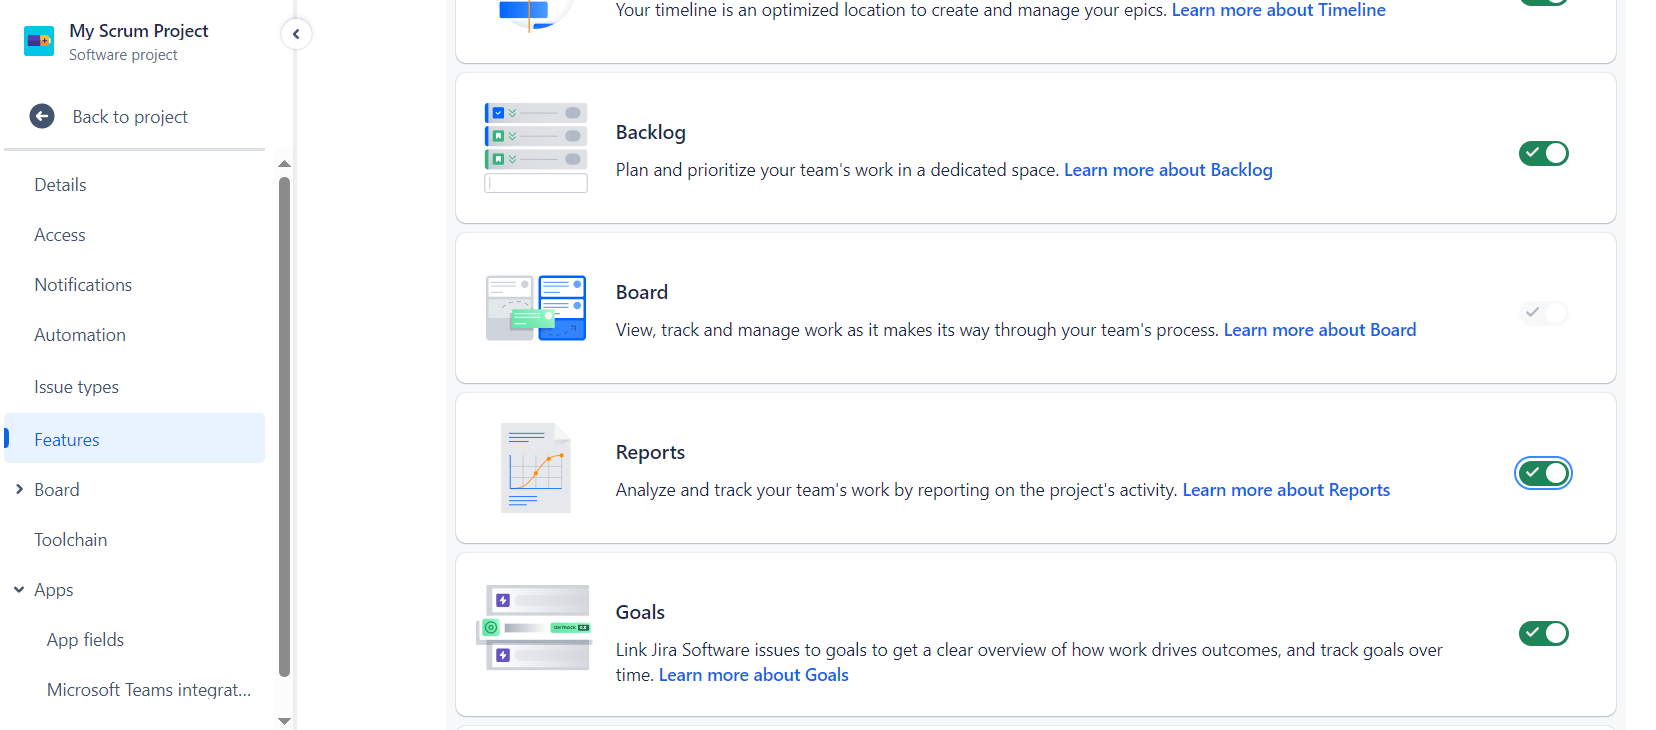 My Scrum Project
Software project
Back to project
Details
Access
Notifications
Automation
Issue types
Features
Board
Toolchain
Apps
App fields
Microsoft Teams integrat...
Your timeline is an optimized location to create and manage your epics. Learn more about Timeline
Backlog
Plan and prioritize your team's work in a dedicated space. Learn more about Backlog
Board
View, track and manage work as it makes its way through your team's process. Learn more about Board
Reports
Analyze and track your team's work by reporting on the project's activity. Learn more about Reports
ONTRACK
Goals
Link Jira Software issues to goals to get a clear overview of how work drives outcomes, and track goals over
time. Learn more about Goals